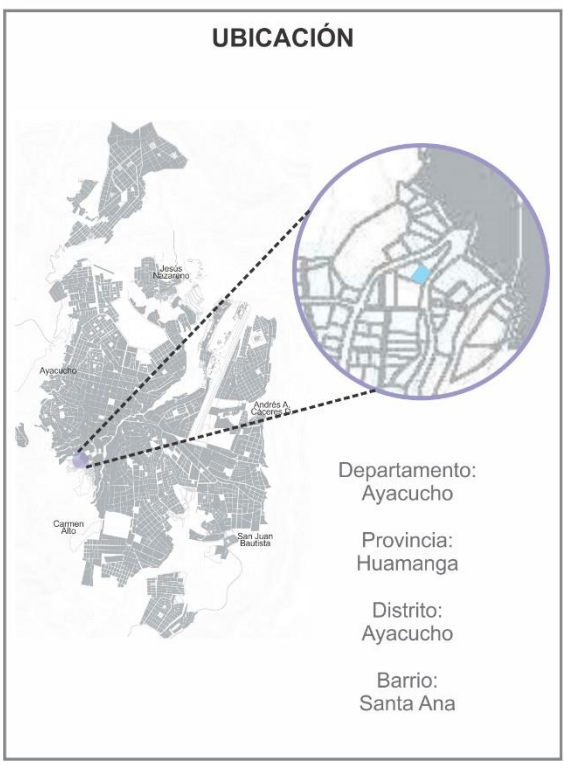 UBICACIÓN
Jesús
Nazareno
Ayacucho
Andrés A.
Cáceres D.
Carmen
Alto
San Juan
Bautista
Departamento:
Ayacucho
Provincia:
Huamanga
Distrito:
Ayacucho
Barrio:
Santa Ana